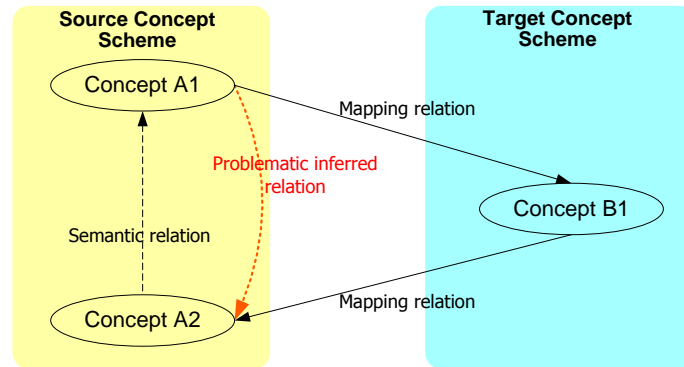 Source Concept
Scheme
Target Concept
Scheme
Concept A1
Mapping relation
Problematic inferred
relation
Concept B1
Semantic relation
Mapping relation
Concept A2